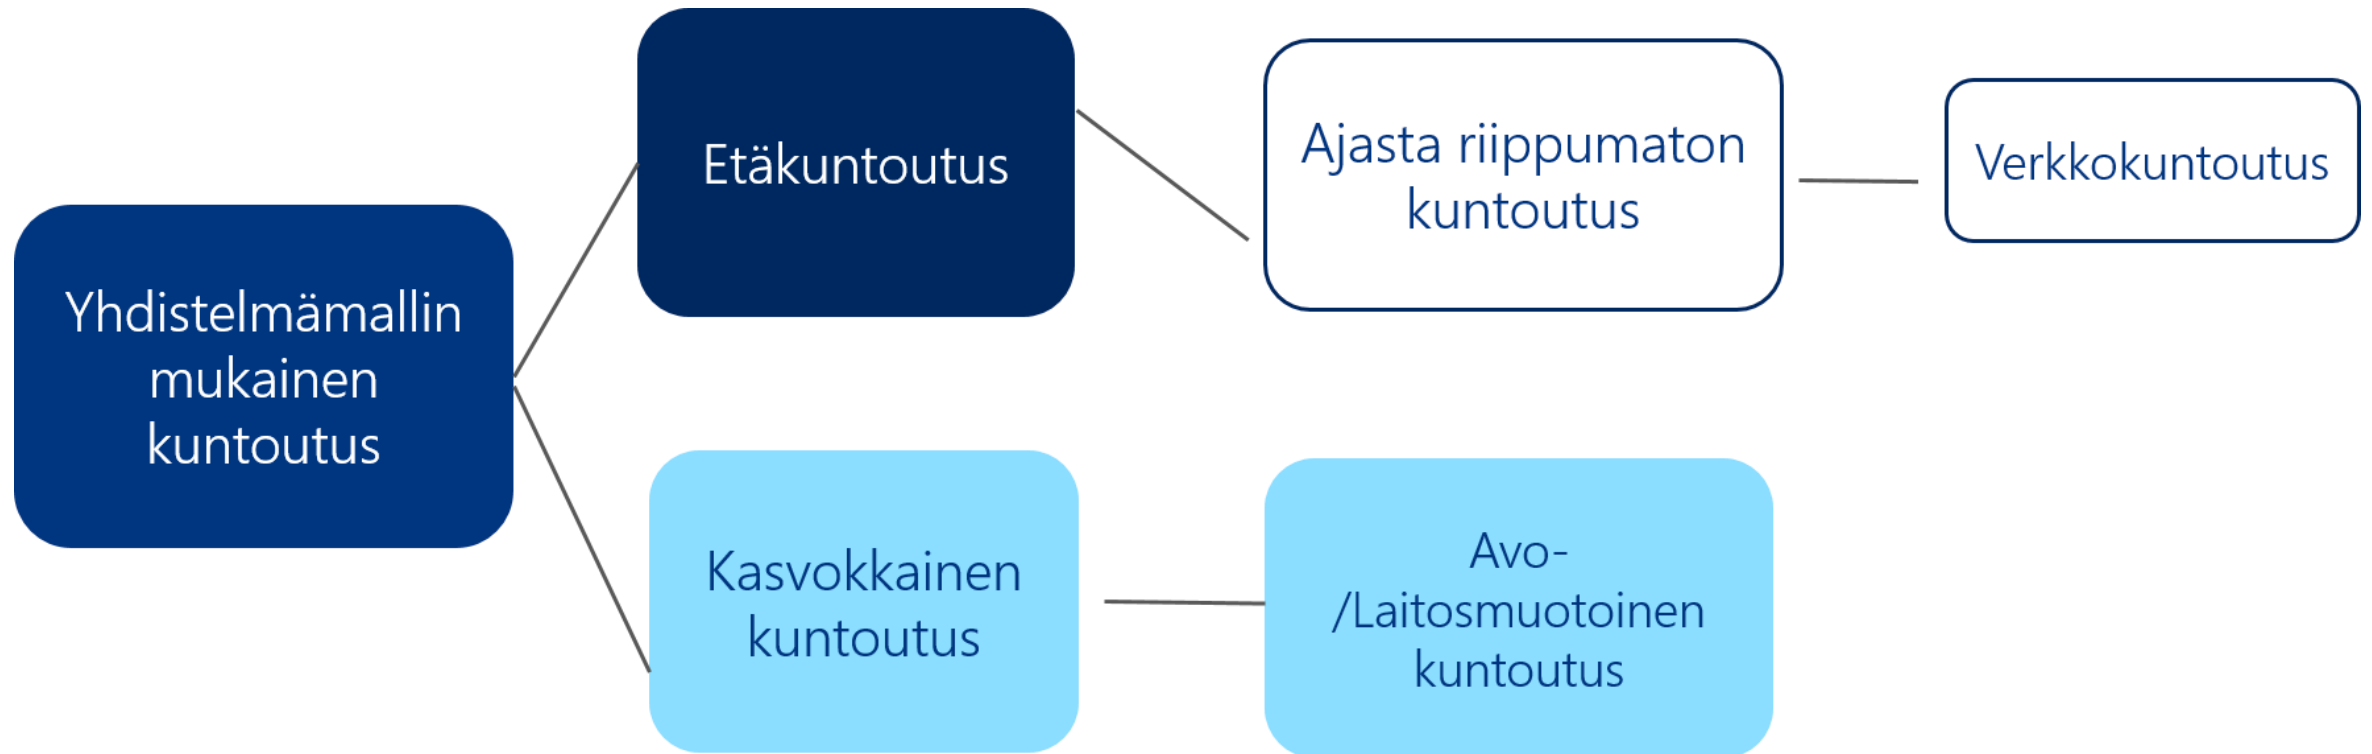 Yhdistelmämallin
mukainen
kuntoutus
Etäkuntoutus
Ajasta riippumaton
kuntoutus
Verkkokuntoutus
Kasvokkainen
kuntoutus
Avo-
/Laitosmuotoinen
kuntoutus